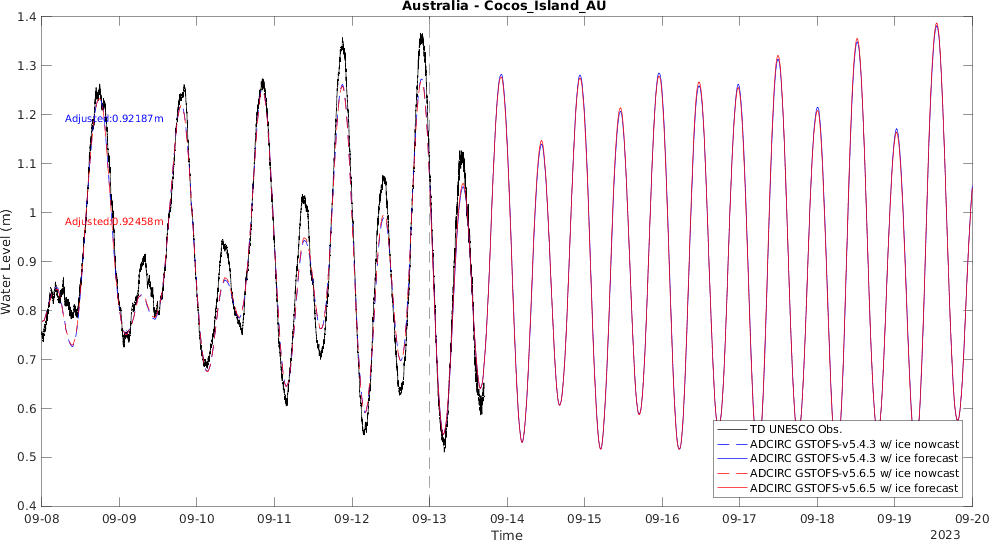 Australia - Cocos_Island_AU
1.4
1.3
1.2
1.1
1
0.9
0.8
0.7
0.6
0.5
0.4
Water Level (m)
Adjusted:0.92187m
Adjusted:0.92458m
TD UNESCO Obs.
ADCIRC GSTOFS-v5.4.3 w/ ice nowcast
ADCIRC GSTOFS-v5.4.3 w/ ice forecast
ADCIRC GSTOFS-v5.6.5 w/ ice nowcast
ADCIRC GSTOFS-v5.6.5 w/ ice forecast
09-08 09-09 09-10 09-11 09-12 09-13 09-14 09-15 09-16 09-17 09-18 09-19 09-20
Time
2023